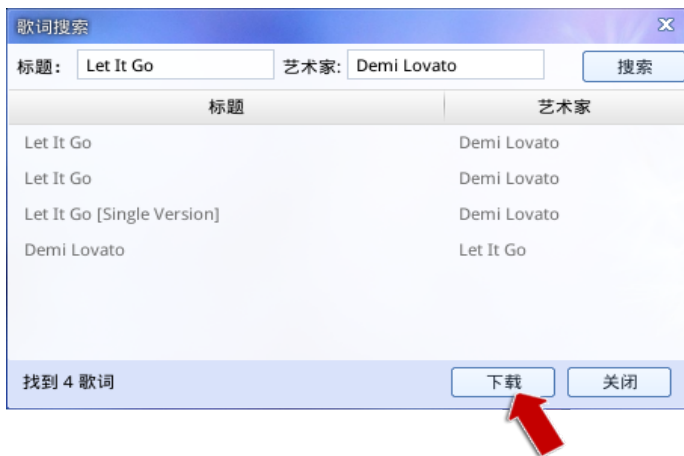 歌词搜索
标题: Let It Go 艺术家: Demi Lovato 搜索
标题 艺术家
Let It Go Demi Lovato
Let It Go Demi Lovato
Let It Go [Single Version] Demi Lovato
Demi Lovato Let It Go
找到 4 歌词 下载 关闭